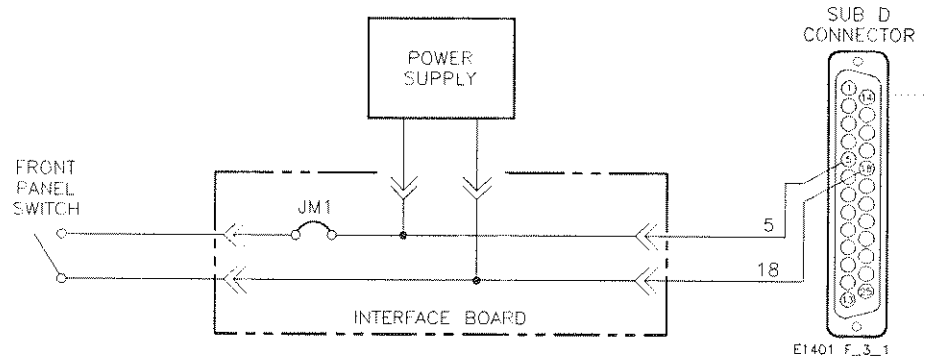 SUB D
CONNECTOR
POWER
SUPPLY
1
14
FRONT
PANEL
SWITCH
JM1
5
18
5
18
INTERFACE BOARD
13
25
E1401 F_3_1